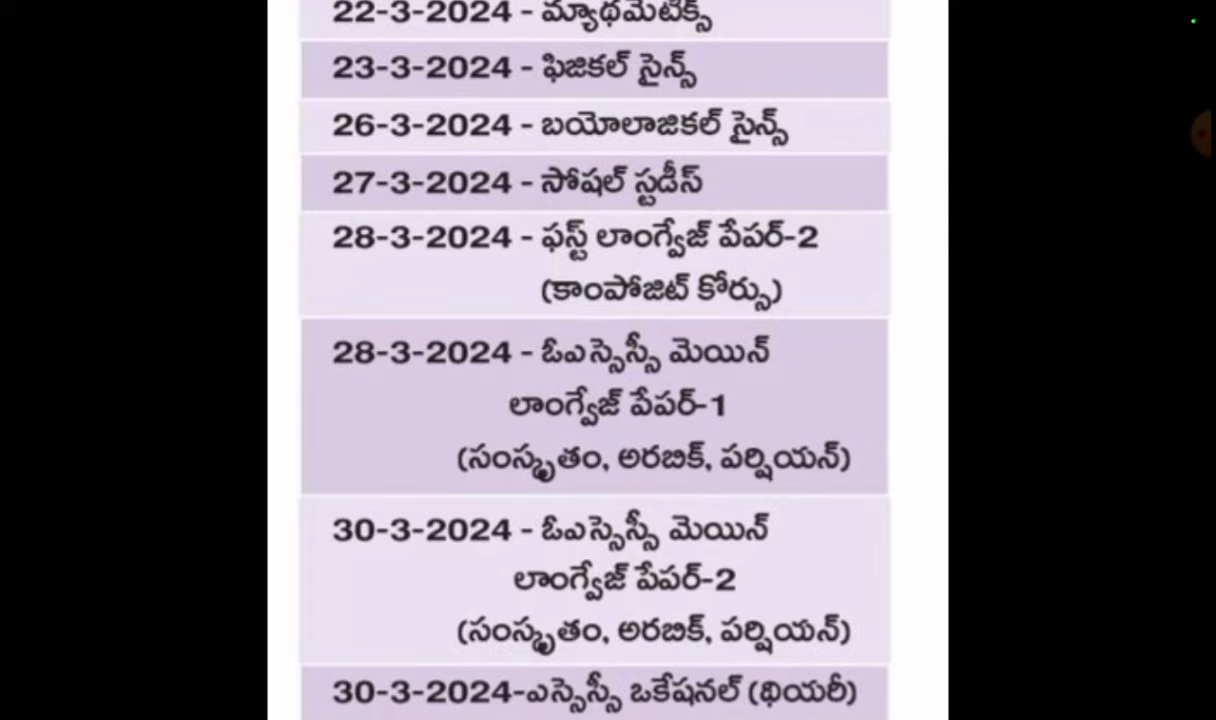 22-3-2024 - మ్యాథమేటిక్స్
23-3-2024 - ఫిజికల్ సైన్స్
26-3-2024 - బయోలాజికల్ సైన్స్
27-3-2024 - సోషల్ స్టడీస్
28-3-2024 - ఫస్ట్ లాంగ్వేజ్ పేపర్-2
(కాంపోజిట్ కోర్సు)
28-3-2024 - ఓఎస్సెస్సీ మెయిన్
లాంగ్వేజ్ పేపర్-1
(సంస్కృతం, అరబిక్, పర్షియన్)
30-3-2024 - ఓఎస్సెస్సీ మెయిన్
లాంగ్వేజ్ పేపర్-2
(సంస్కృతం, అరబిక్, పర్షియన్)
30-3-2024-ఎస్సెస్సీ ఒకేషనల్ (థియరీ)